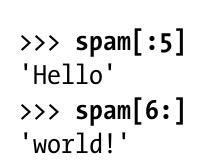 >>> spam[:5]
'Hello'
>>> spam[6:]
'world!'